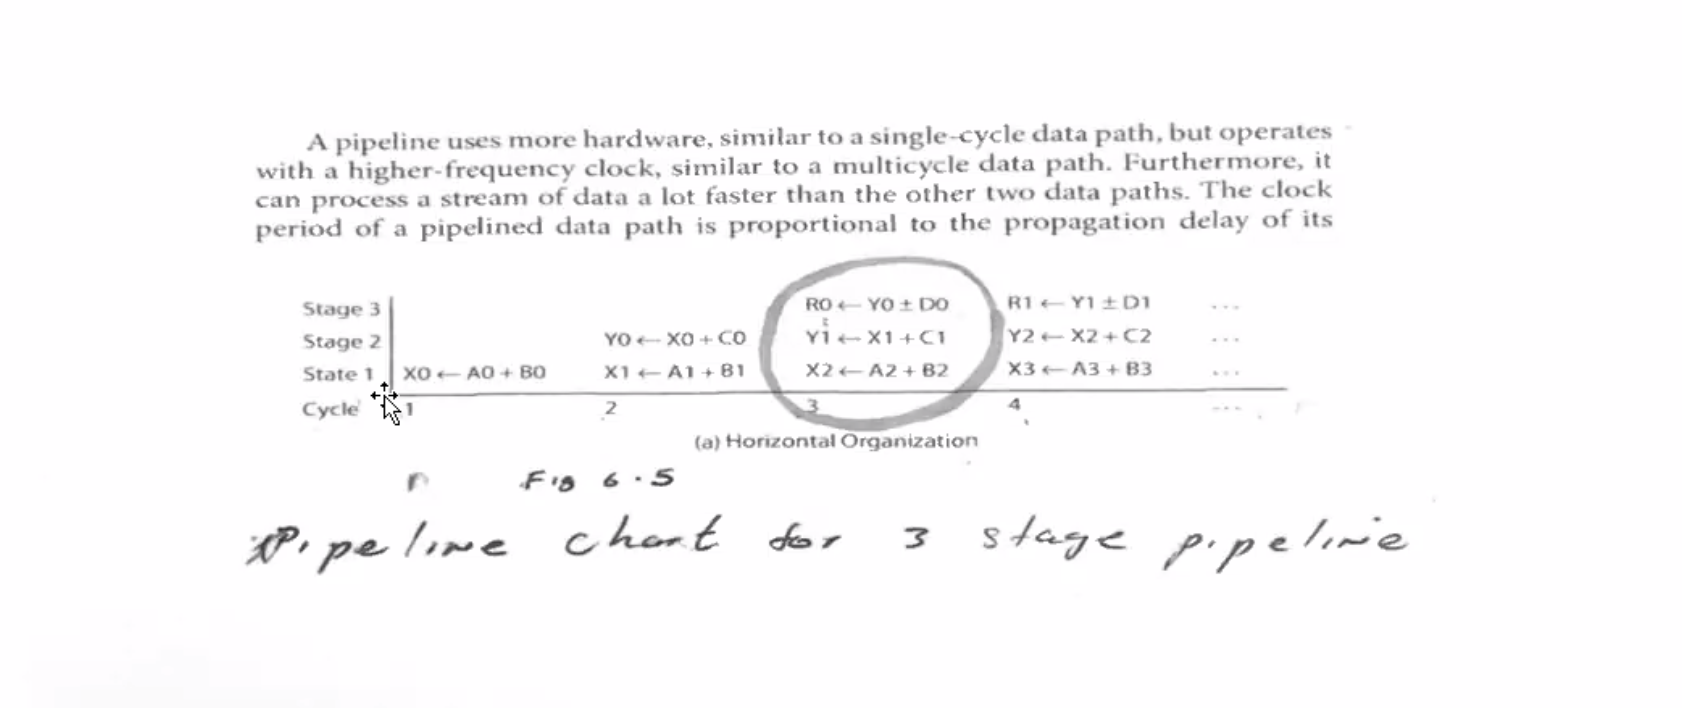 A pipeline uses more hardware, similar to a single-cycle data path, but operates
with a higher-frequency clock, similar to a multicycle data path. Furthermore, it
can process a stream of data a lot faster than the other two data paths. The clock
period of a pipelined data path is proportional to the propagation delay of its
Stage 3 R0 ← Y0 ± D0 R1 ← Y1 ± D1 ...
Stage 2 Y0 ← X0 + C0 Y1 ← X1 + C1 Y2 ← X2 + C2 ...
State 1 X0 ← A0 + B0 X1 ← A1 + B1 X2 ← A2 + B2 X3 ← A3 + B3 ...
Cycle 1 2 3 4 ...
(a) Horizontal Organization
Fig 6.5
Pipeline chart for 3 stage pipeline